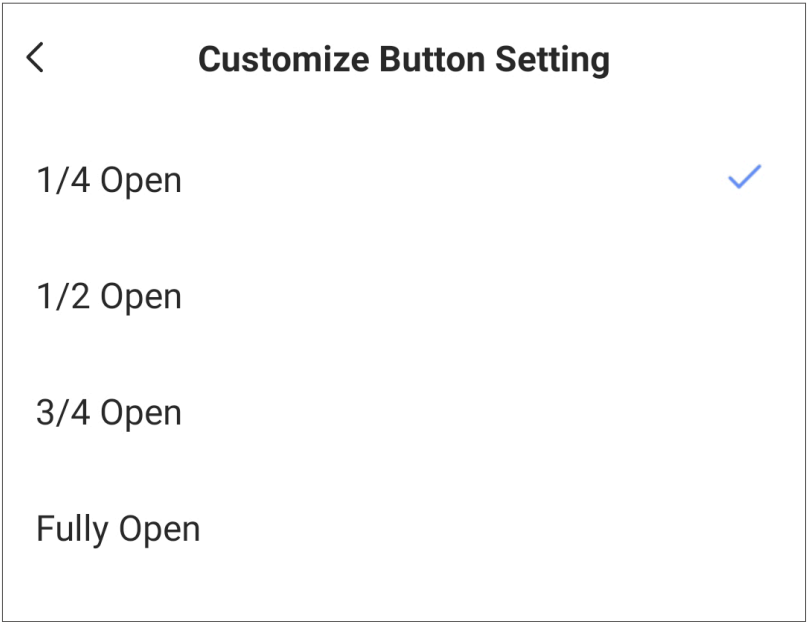 Customize Button Setting
1/4 Open
1/2 Open
3/4 Open
Fully Open